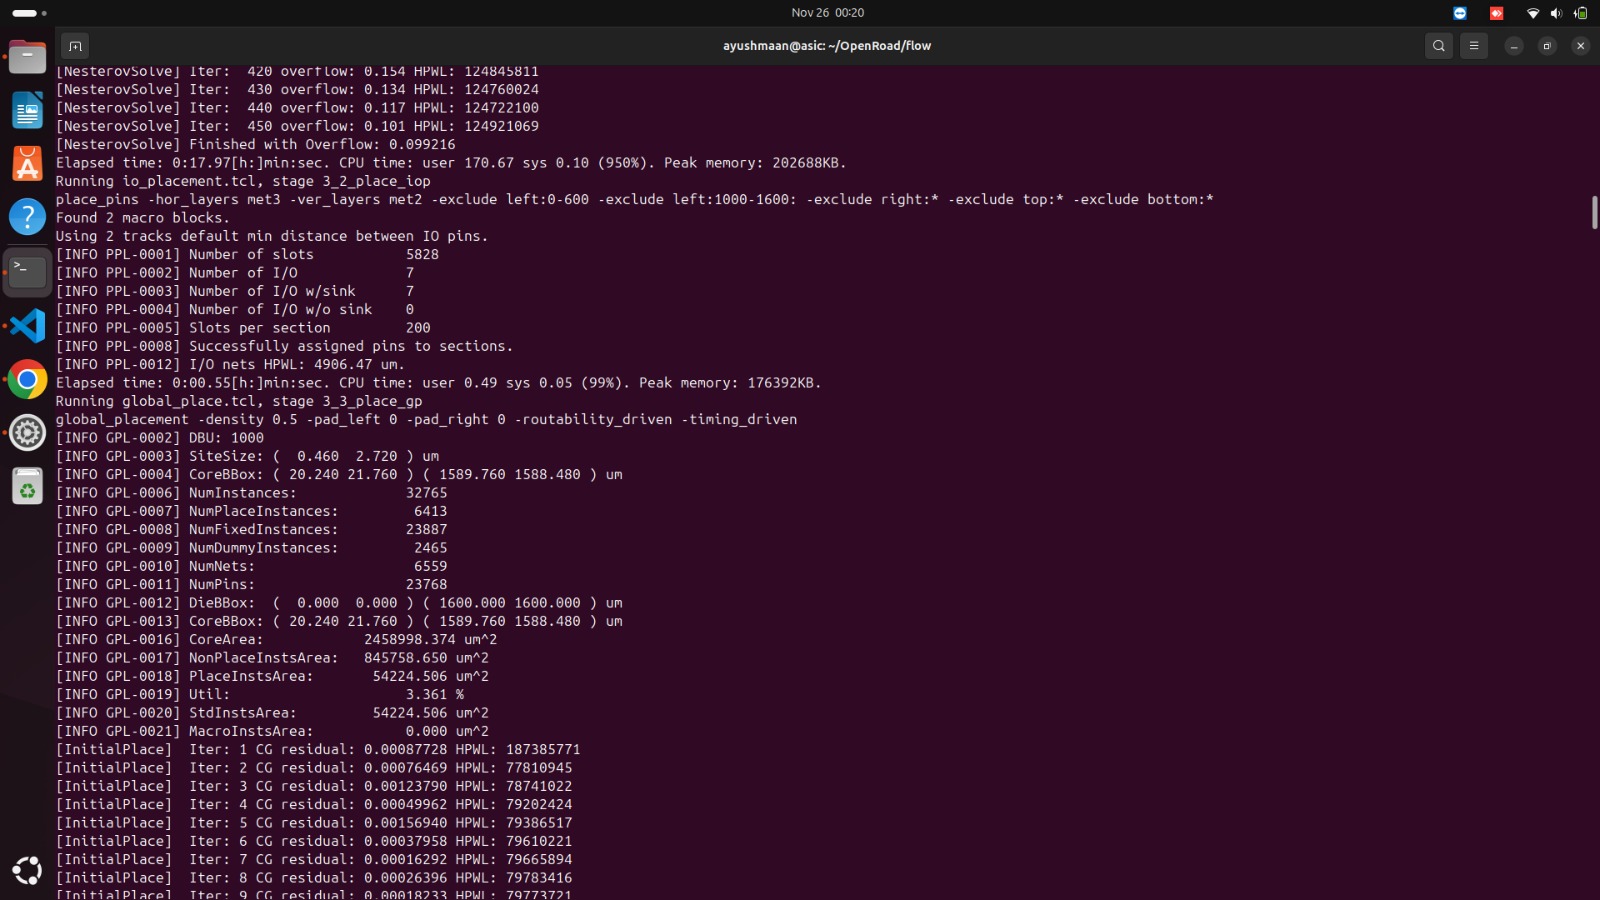 Nov 26  00:20
ayushmaan@asic: ~/OpenRoad/flow
[NesterovSolve] Iter:  420 overflow: 0.154 HPWL: 124845811
[NesterovSolve] Iter:  430 overflow: 0.134 HPWL: 124760024
[NesterovSolve] Iter:  440 overflow: 0.117 HPWL: 124722100
[NesterovSolve] Iter:  450 overflow: 0.101 HPWL: 124921069
[NesterovSolve] Finished with Overflow: 0.099216
Elapsed time: 0:17.97[h:]min:sec. CPU time: user 170.67 sys 0.10 (950%). Peak memory: 202688KB.
Running io_placement.tcl, stage 3_2_place_iop
place_pins -hor_layers met3 -ver_layers met2 -exclude left:0-600 -exclude left:1000-1600: -exclude right:* -exclude top:* -exclude bottom:*
Found 2 macro blocks.
Using 2 tracks default min distance between IO pins.
[INFO PPL-0001] Number of slots           5828
[INFO PPL-0002] Number of I/O             7
[INFO PPL-0003] Number of I/O w/sink      7
[INFO PPL-0004] Number of I/O w/o sink    0
[INFO PPL-0005] Slots per section         200
[INFO PPL-0008] Successfully assigned pins to sections.
[INFO PPL-0012] I/O nets HPWL: 4906.47 um.
Elapsed time: 0:00.55[h:]min:sec. CPU time: user 0.49 sys 0.05 (99%). Peak memory: 176392KB.
Running global_place.tcl, stage 3_3_place_gp
global_placement -density 0.5 -pad_left 0 -pad_right 0 -routability_driven -timing_driven
[INFO GPL-0002] DBU: 1000
[INFO GPL-0003] SiteSize: (  0.460  2.720 ) um
[INFO GPL-0004] CoreBBox: ( 20.240 21.760 ) ( 1589.760 1588.480 ) um
[INFO GPL-0006] NumInstances:             32765
[INFO GPL-0007] NumPlaceInstances:         6413
[INFO GPL-0008] NumFixedInstances:        23887
[INFO GPL-0009] NumDummyInstances:         2465
[INFO GPL-0010] NumNets:                   6559
[INFO GPL-0011] NumPins:                  23768
[INFO GPL-0012] DieBBox:  (  0.000  0.000 ) ( 1600.000 1600.000 ) um
[INFO GPL-0013] CoreBBox: ( 20.240 21.760 ) ( 1589.760 1588.480 ) um
[INFO GPL-0016] CoreArea:            2458998.374 um^2
[INFO GPL-0017] NonPlaceInstsArea:   845758.650 um^2
[INFO GPL-0018] PlaceInstsArea:       54224.506 um^2
[INFO GPL-0019] Util:                     3.361 %
[INFO GPL-0020] StdInstsArea:         54224.506 um^2
[INFO GPL-0021] MacroInstsArea:           0.000 um^2
[InitialPlace]  Iter: 1 CG residual: 0.00087728 HPWL: 187385771
[InitialPlace]  Iter: 2 CG residual: 0.00076469 HPWL: 77810945
[InitialPlace]  Iter: 3 CG residual: 0.00123790 HPWL: 78741022
[InitialPlace]  Iter: 4 CG residual: 0.00049962 HPWL: 79202424
[InitialPlace]  Iter: 5 CG residual: 0.00156940 HPWL: 79386517
[InitialPlace]  Iter: 6 CG residual: 0.00037958 HPWL: 79610221
[InitialPlace]  Iter: 7 CG residual: 0.00016292 HPWL: 79665894
[InitialPlace]  Iter: 8 CG residual: 0.00026396 HPWL: 79783416
[InitialPlace]  Iter: 9 CG residual: 0.00018233 HPWL: 79773721